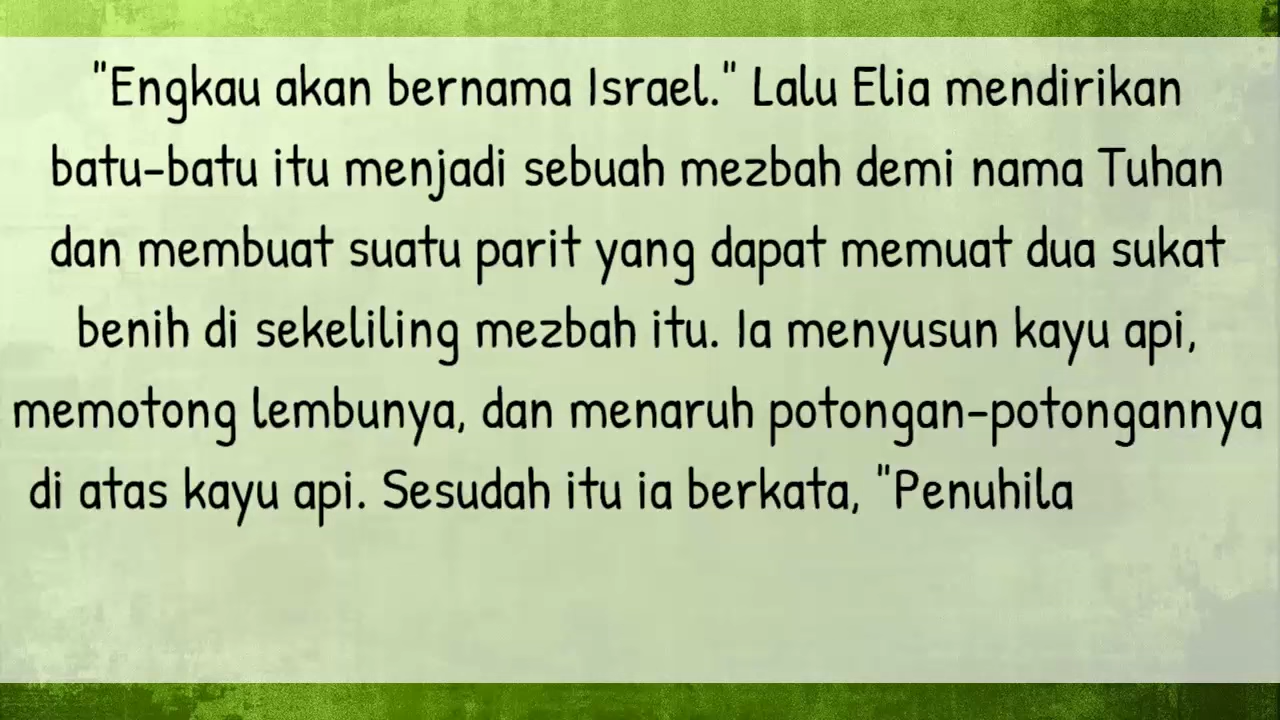 "Engkau akan bernama Israel." Lalu Elia mendirikan
batu-batu itu menjadi sebuah mezbah demi nama Tuhan
dan membuat suatu parit yang dapat memuat dua sukat
benih di sekeliling mezbah itu. Ia menyusun kayu api,
memotong lembunya, dan menaruh potongan-potongannya
di atas kayu api. Sesudah itu ia berkata, "Penuhila